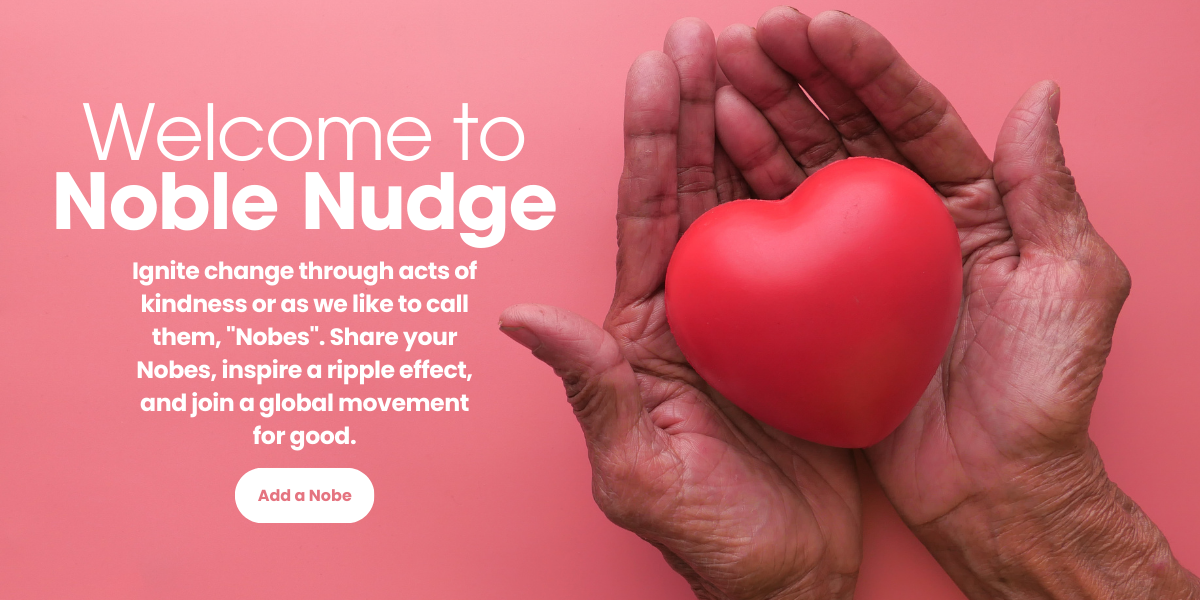 Welcome to
Noble Nudge
Ignite change through acts of
kindness or as we like to call
them, "Nobes". Share your
Nobes, inspire a ripple effect,
and join a global movement
for good.
Add a Nobe